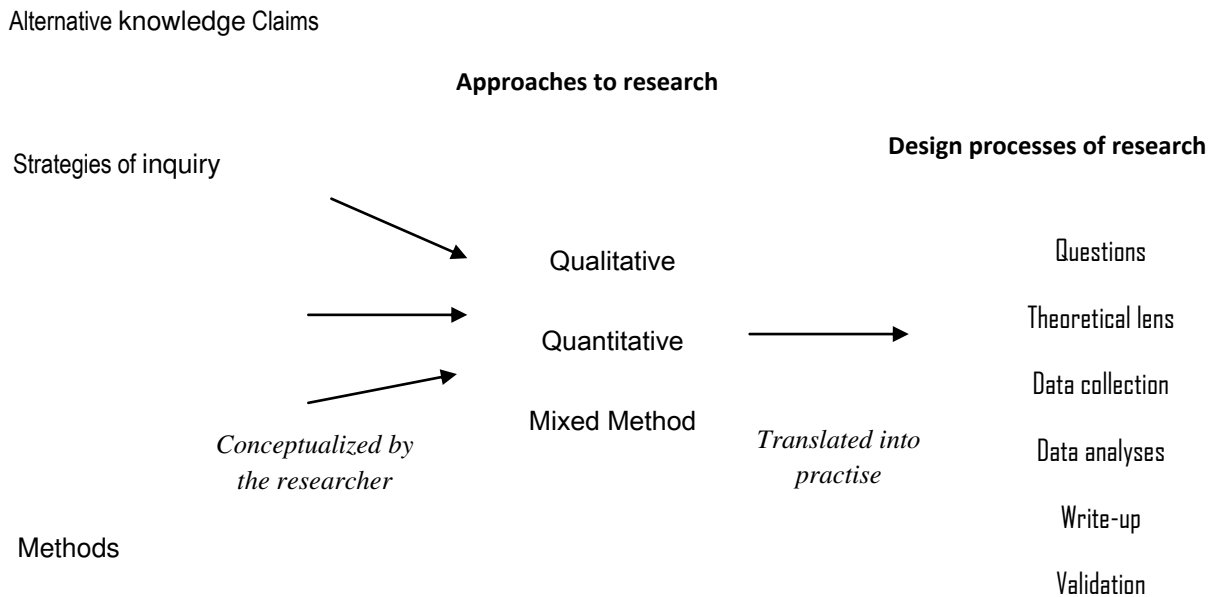 Alternative knowledge Claims
Approaches to research
Design processes of research
Strategies of inquiry
Qualitative
Quantitative
Mixed Method
Conceptualized by
the researcher
Translated into
practise
Questions
Theoretical lens
Data collection
Data analyses
Write-up
Validation
Methods